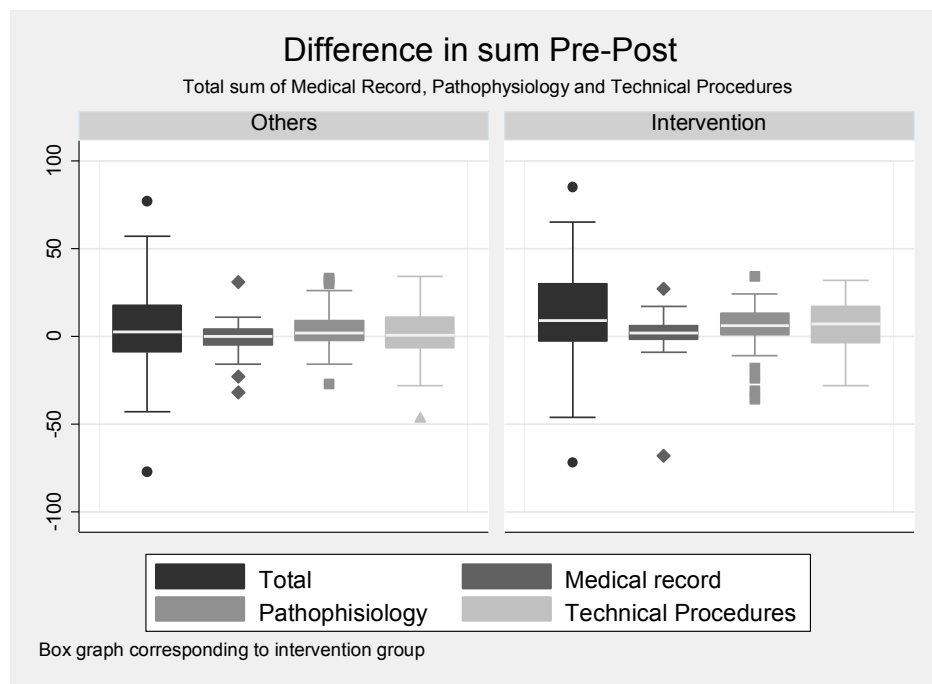 Difference in sum Pre-Post
Total sum of Medical Record, Pathophysiology and Technical Procedures
Others
Intervention
100
50
0
-50
-100
Total
Medical record
Pathophisiology
Technical Procedures
Box graph corresponding to intervention group